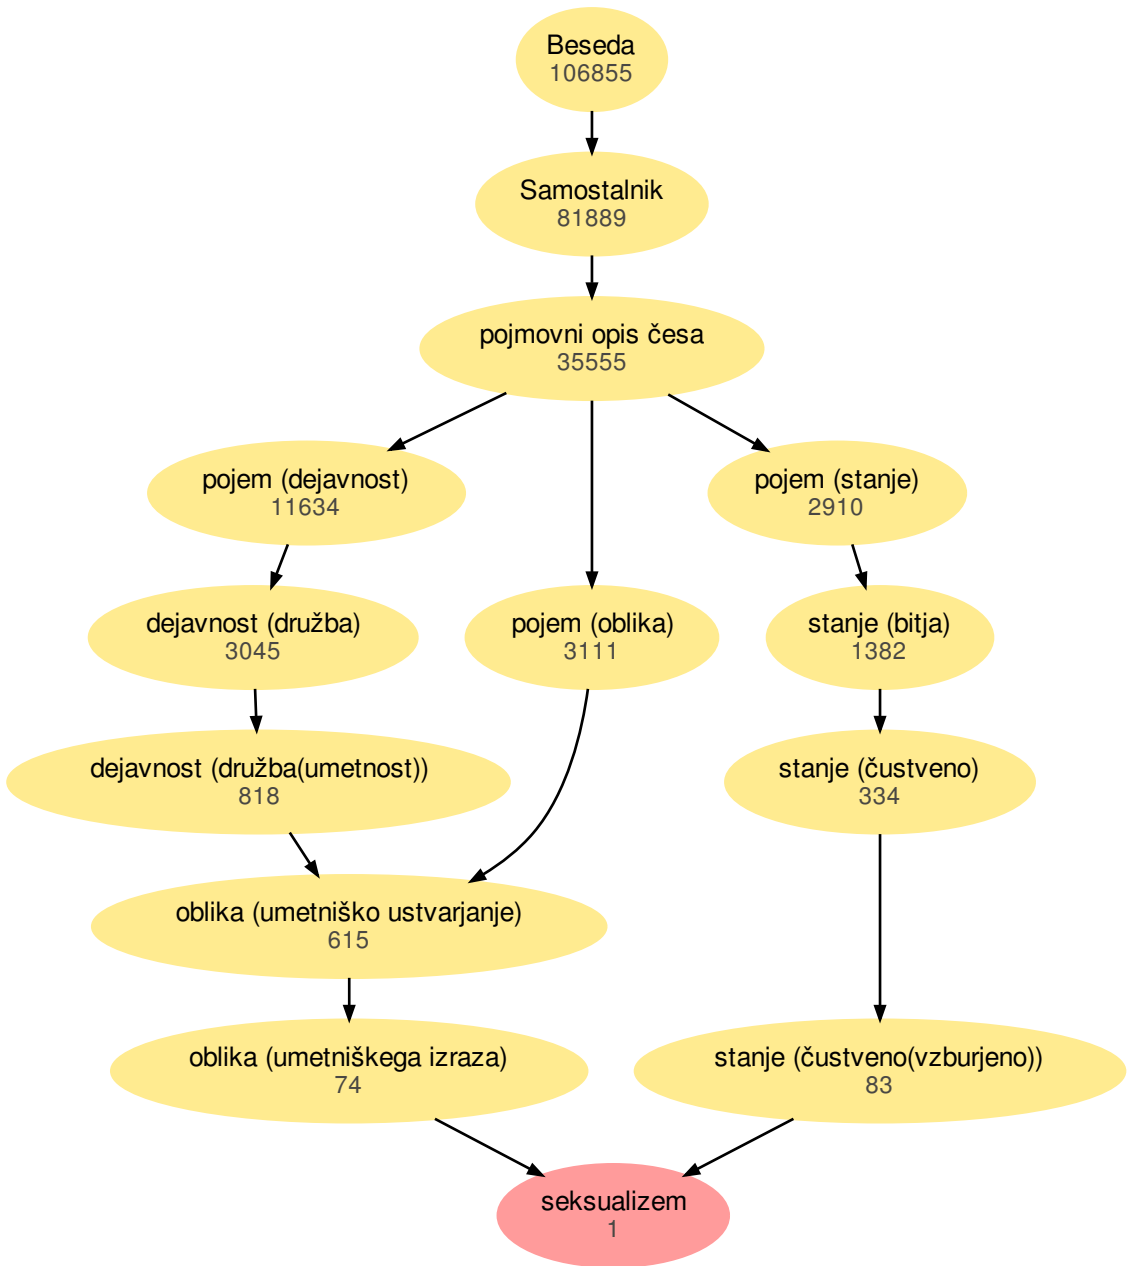 Beseda
106855
Samostalnik
81889
pojmovni opis česa
35555
pojem (dejavnost)
11634
pojem (stanje)
2910
dejavnost (družba)
3045
pojem (oblika)
3111
stanje (bitja)
1382
dejavnost (družba(umetnost))
818
stanje (čustveno)
334
oblika (umetniško ustvarjanje)
615
oblika (umetniškega izraza)
74
stanje (čustveno(vzburjeno))
83
seksualizem
1